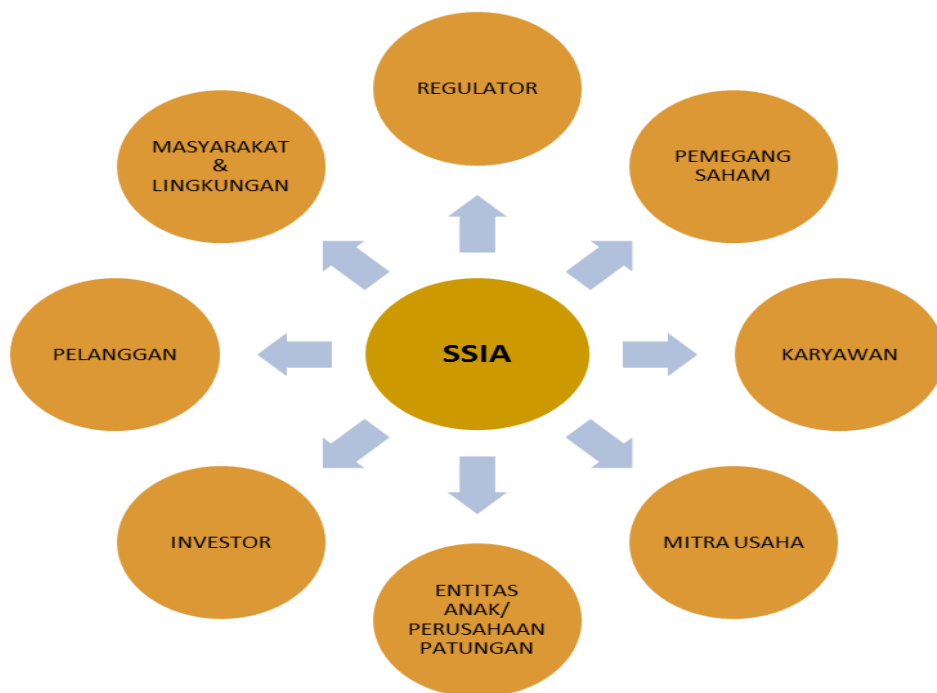 REGULATOR
MASYARAKAT
&
LINGKUNGAN
PEMEGANG
SAHAM
PELANGGAN
SSIA
KARYAWAN
INVESTOR
MITRA USAHA
ENTITAS
ANAK/
PERUSAHAAN
PATUNGAN